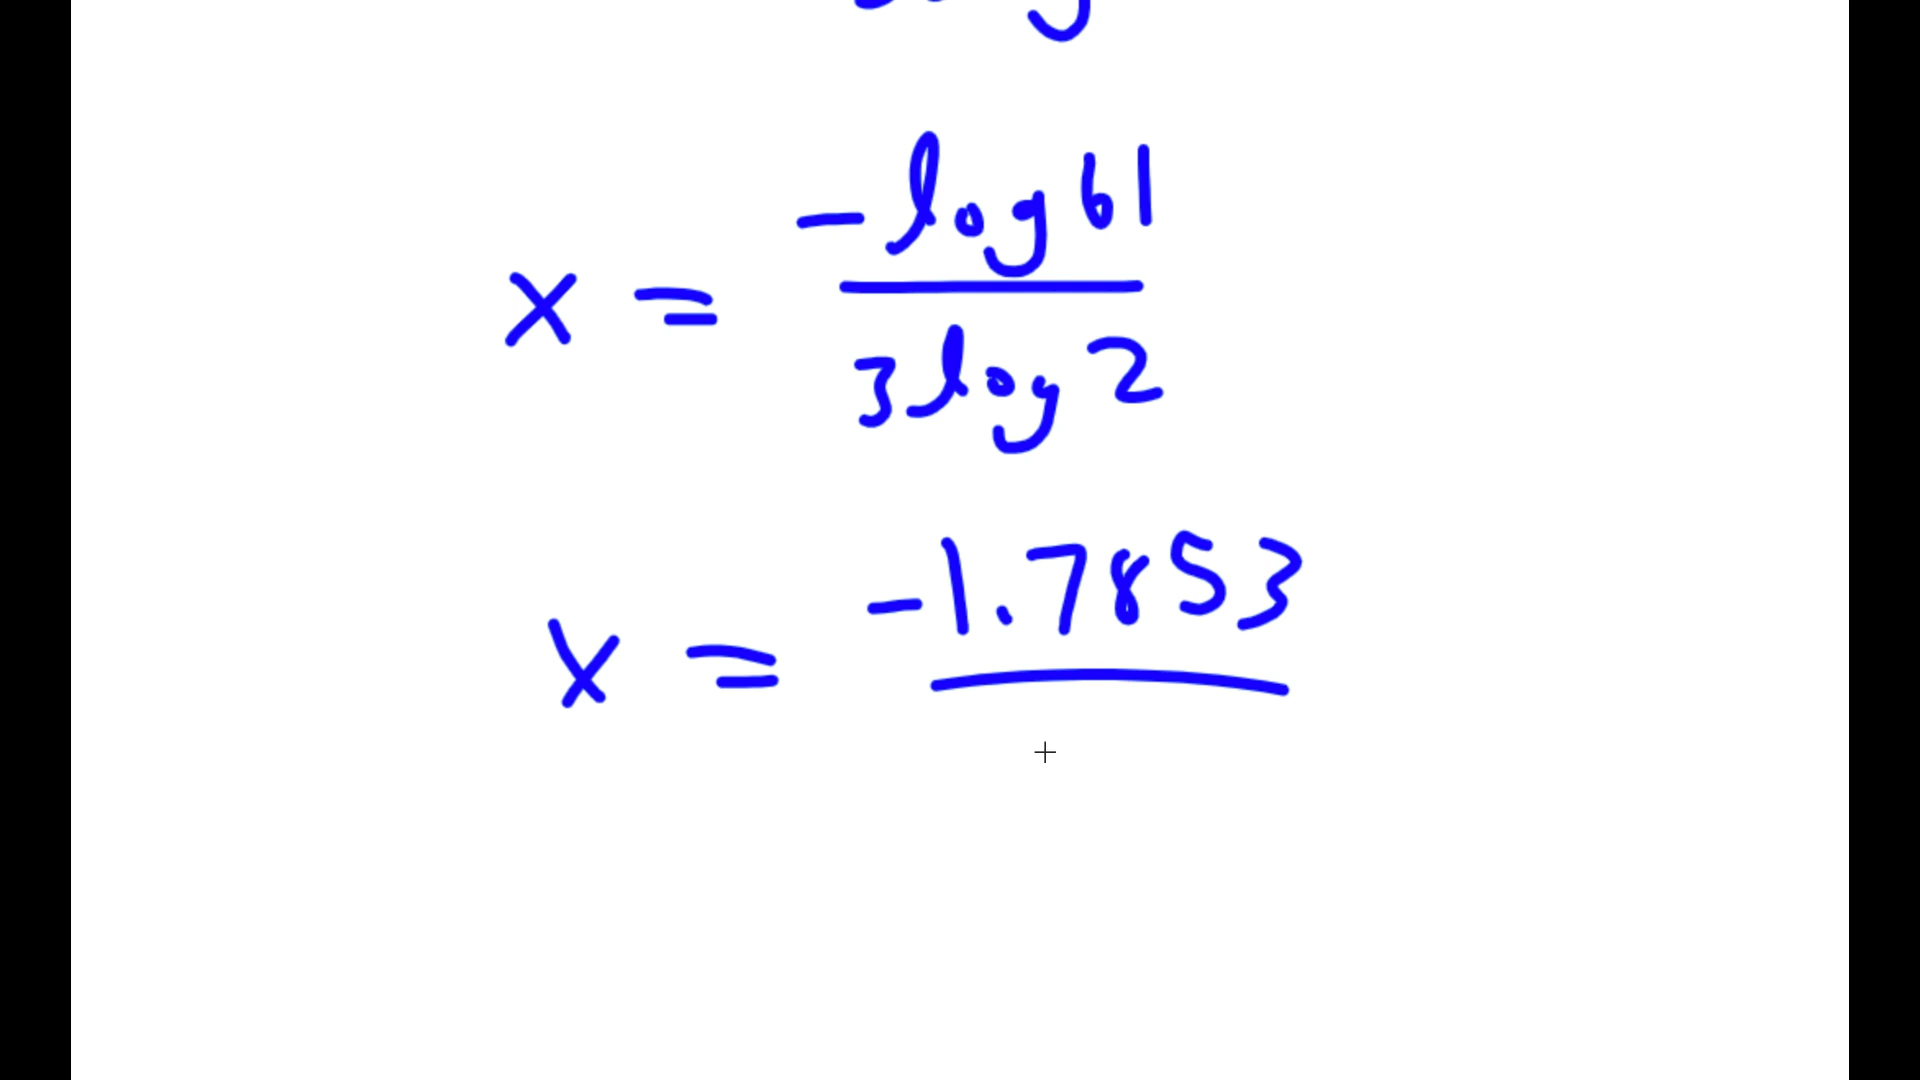 x = -log 61 / 3 log 2
x = -1.7853